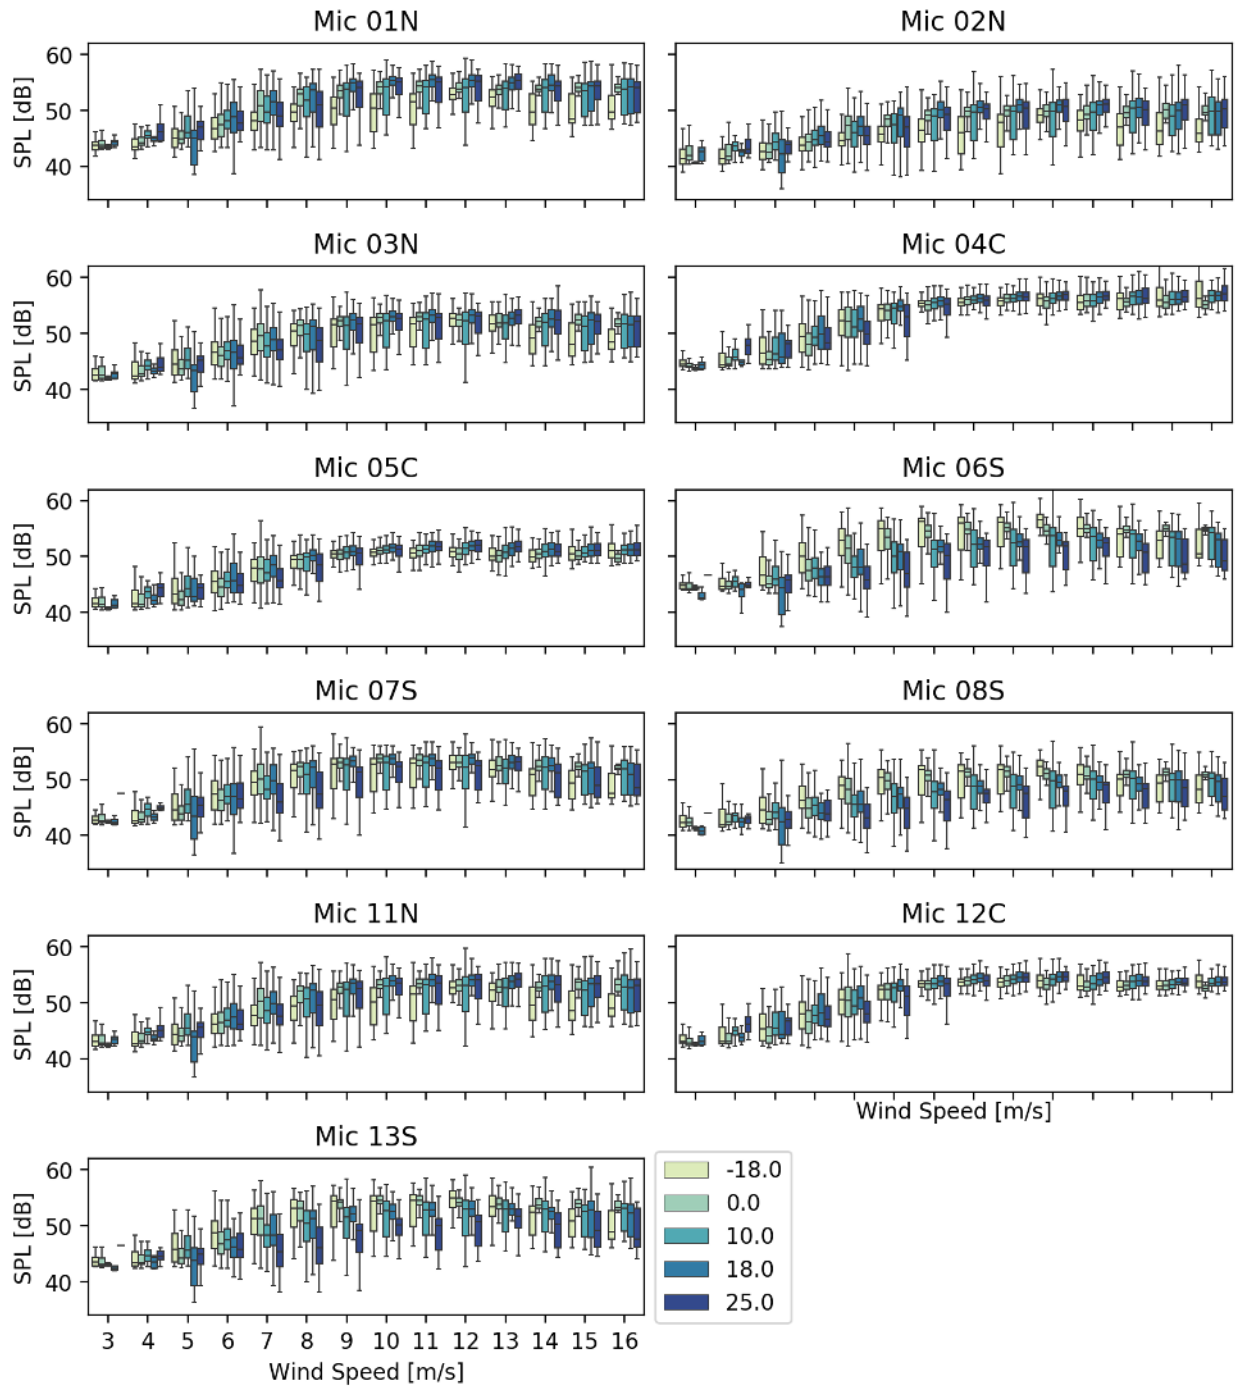 Mic 01N
Mic 02N
60
50
40
SPL [dB]
Mic 03N
Mic 04C
60
50
40
SPL [dB]
Mic 05C
Mic 06S
60
50
40
SPL [dB]
Mic 07S
Mic 08S
60
50
40
SPL [dB]
Mic 11N
Mic 12C
60
50
40
SPL [dB]
Wind Speed [m/s]
Mic 13S
60
50
40
SPL [dB]
3 4 5 6 7 8 9 10 11 12 13 14 15 16
Wind Speed [m/s]
-18.0
0.0
10.0
18.0
25.0